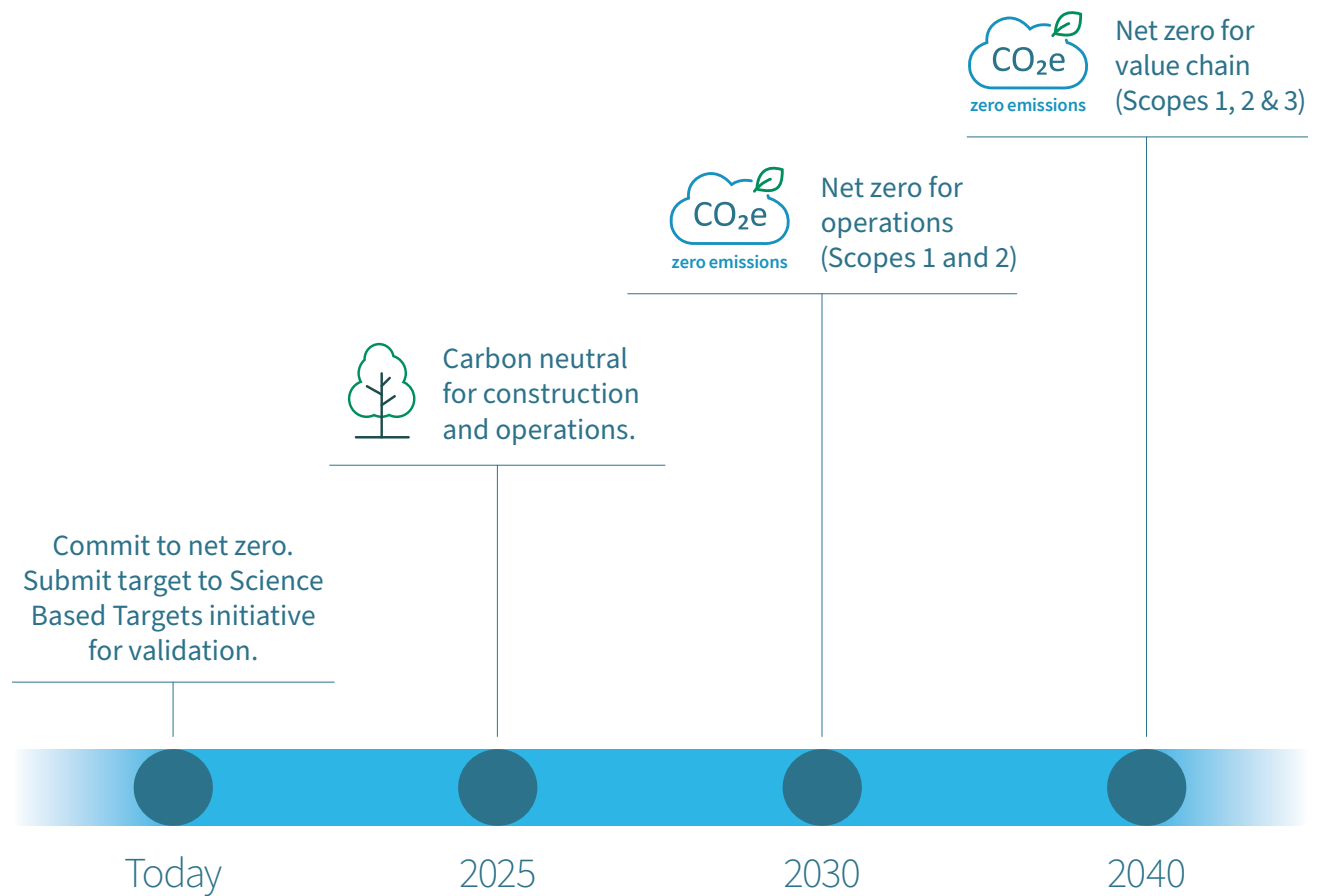 CO₂e
zero emissions
Net zero for
value chain
(Scopes 1, 2 & 3)
CO₂e
zero emissions
Net zero for
operations
(Scopes 1 and 2)
Carbon neutral
for construction
and operations.
Commit to net zero.
Submit target to Science
Based Targets initiative
for validation.
Today
2025
2030
2040